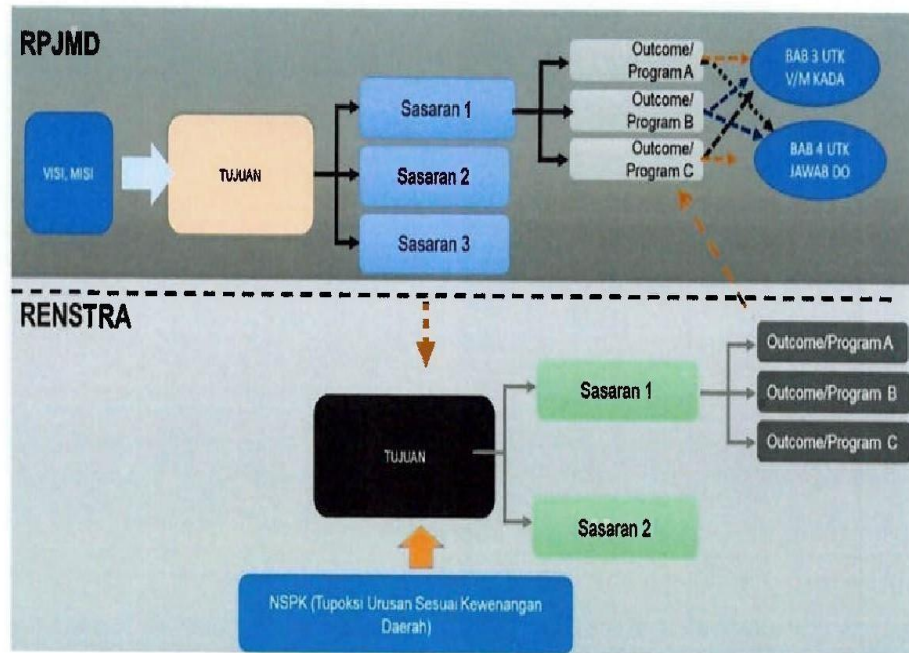 RPJMD
VISI, MISI
TUJUAN
Sasaran 1
Sasaran 2
Sasaran 3
Outcome/
Program A
Outcome/
Program B
Outcome/
Program C
BAB 3 UTK
V/M KADA
BAB 4 UTK
JAWAB DO
RENSTRA
TUJUAN
Sasaran 1
Sasaran 2
Outcome/Program A
Outcome/Program B
Outcome/Program C
NSPK (Tupoksi Urusan Sesuai Kewenangan
Daerah)